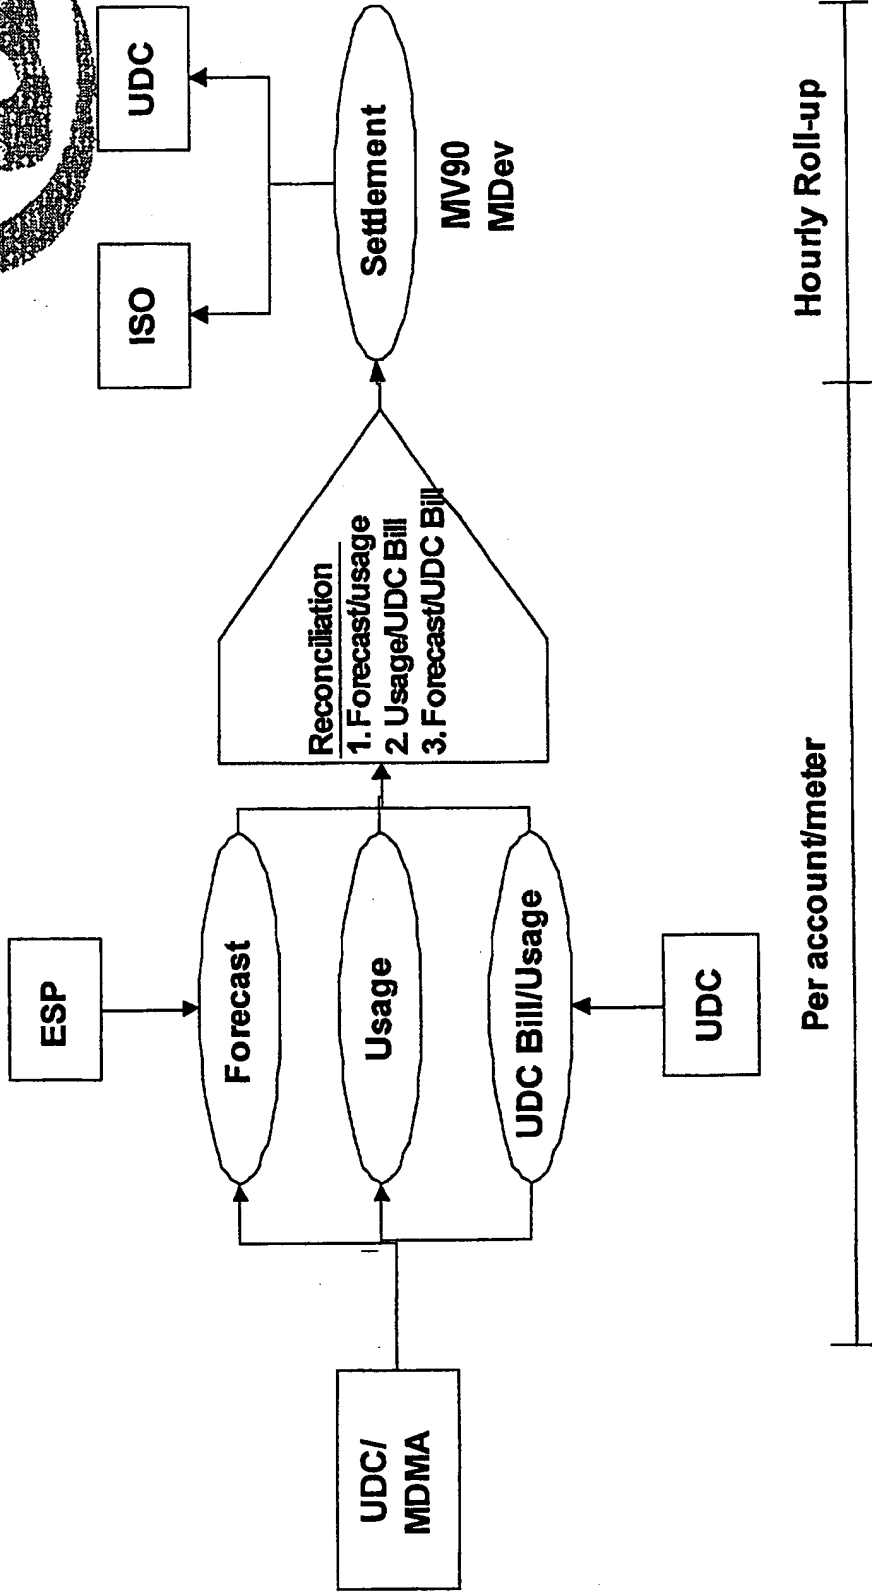 UDC/
MDMA
ESP
Forecast
Usage
UDC Bill/Usage
UDC
Reconciliation
1. Forecast/usage
2. Usage/UDC Bill
3. Forecast/UDC Bill
ISO
UDC
Settlement
MV90
MDev
Per account/meter
Hourly Roll-up